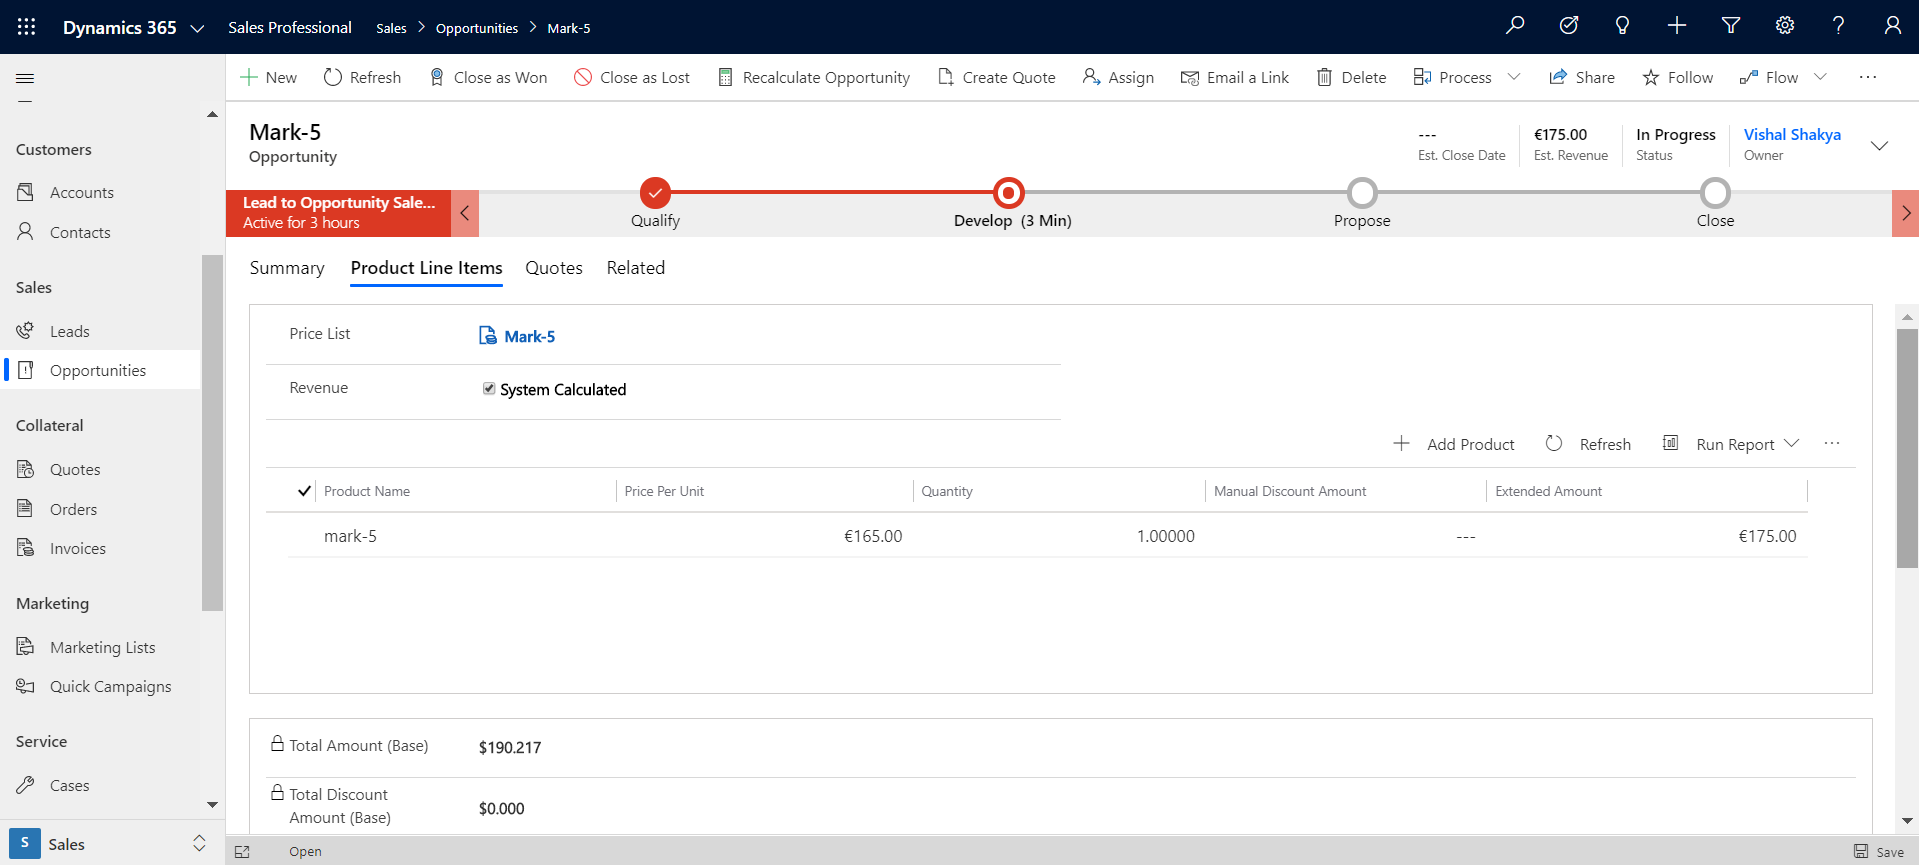 Dynamics 365 Sales Professional Sales Opportunities Mark-5
New Refresh Close as Won Close as Lost Recalculate Opportunity Create Quote Assign Email a Link Delete Process Share Follow Flow ...
Customers
Accounts
Contacts
Sales
Leads
Opportunities
Collateral
Quotes
Orders
Invoices
Marketing
Marketing Lists
Quick Campaigns
Service
Cases
S Sales
Mark-5
Opportunity
--- €175.00 In Progress Vishal Shakya
Est. Close Date Est. Revenue Status Owner
Lead to Opportunity Sale...
Active for 3 hours
Qualify Develop (3 Min) Propose Close
Summary Product Line Items Quotes Related
Price List Mark-5
Revenue System Calculated
Add Product Refresh Run Report ...
Product Name Price Per Unit Quantity Manual Discount Amount Extended Amount
mark-5 €165.00 1.00000 --- €175.00
Total Amount (Base) $190.217
Total Discount
Amount (Base) $0.000
Open Save